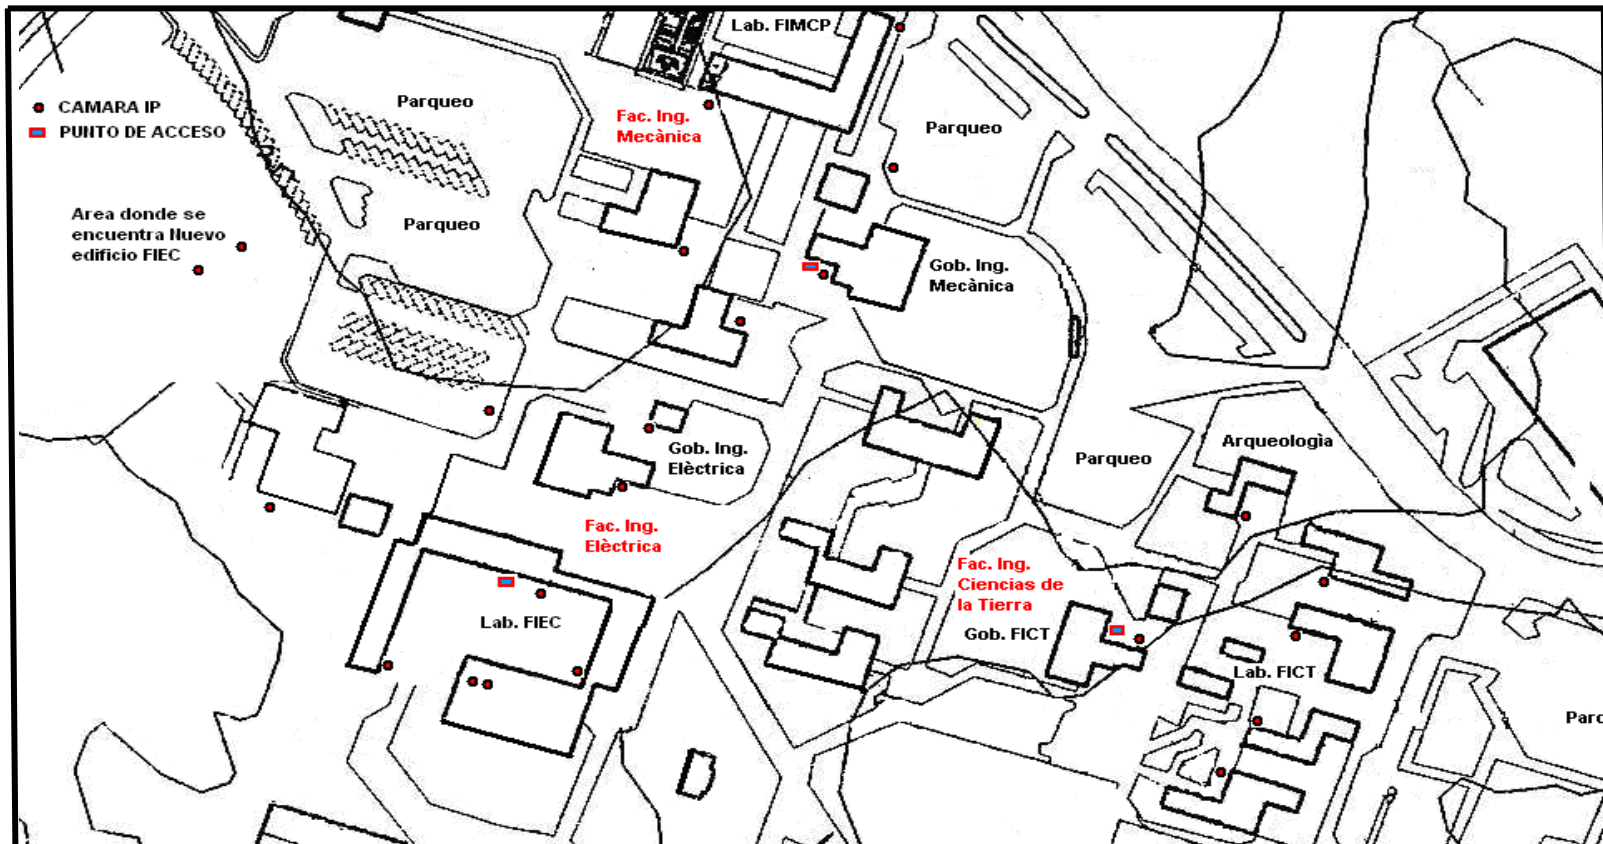 Lab. FIMCP
CAMARA IP
PUNTO DE ACCESO
Parqueo
Fac. Ing.
Mecànica
Parqueo
Area donde se
encuentra Nuevo
edificio FIEC
Parqueo
Gob. Ing.
Mecànica
Gob. Ing.
Elèctrica
Parqueo
Arqueologìa
Fac. Ing.
Elèctrica
Fac. Ing.
Ciencias de
la Tierra
Lab. FIEC
Gob. FICT
Lab. FICT
Parq